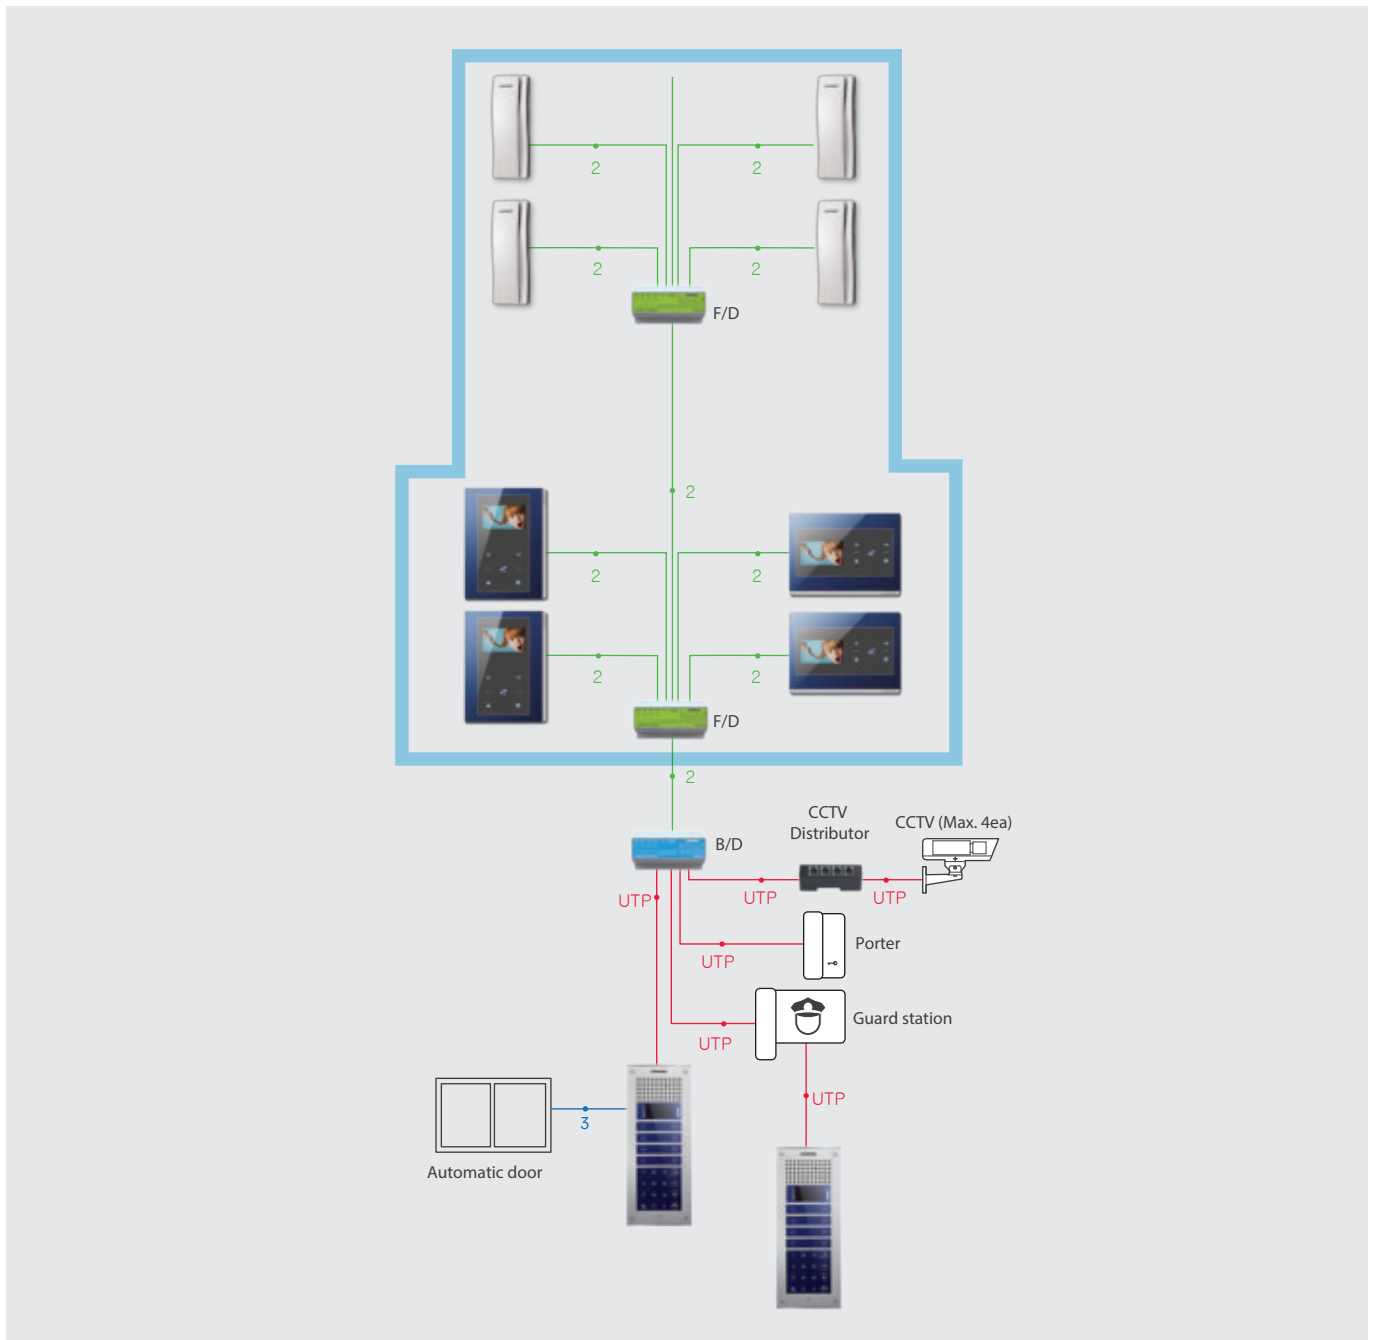 2
2
2
2
F/D
2
2
2
2
2
F/D
2
CCTV
Distributor
CCTV (Max. 4ea)
B/D
UTP
UTP
UTP
Porter
UTP
Guard station
UTP
UTP
3
Automatic door